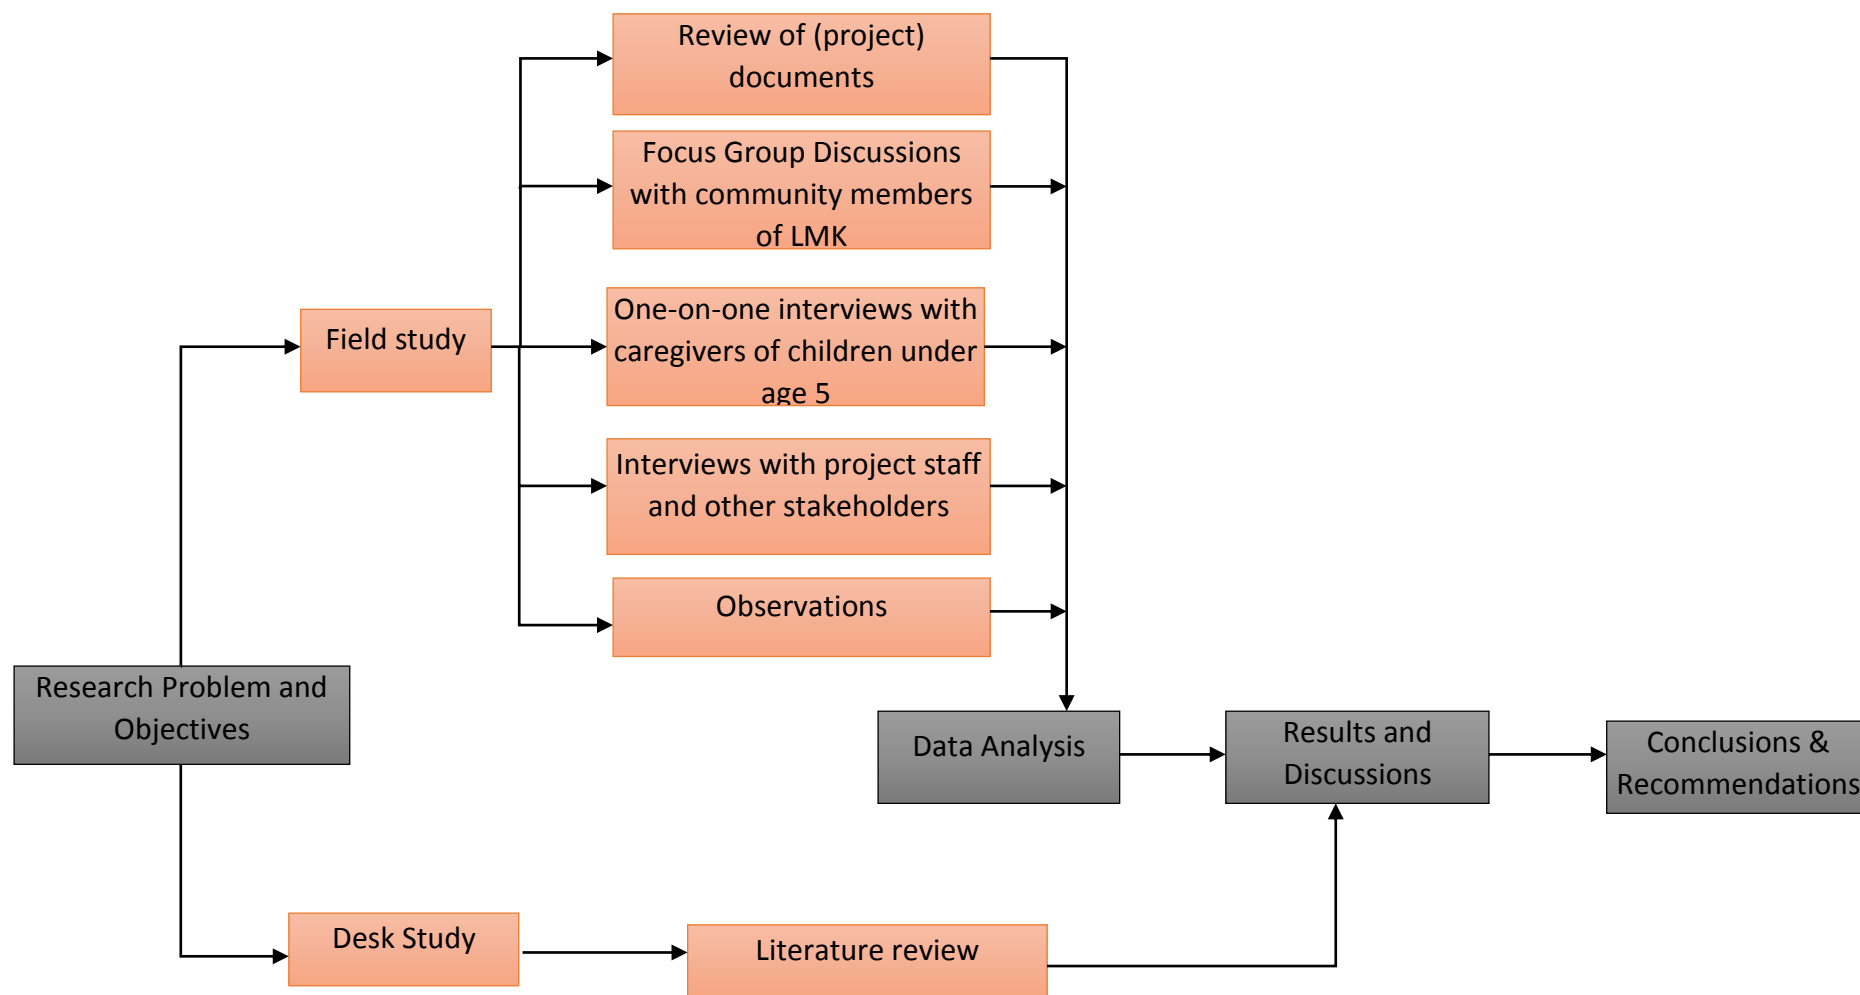 Review of (project)
documents
Focus Group Discussions
with community members
of LMK
One-on-one interviews with
caregivers of children under
age 5
Field study
Interviews with project staff
and other stakeholders
Observations
Research Problem and
Objectives
Data Analysis
Results and
Discussions
Conclusions &
Recommendations
Desk Study
Literature review